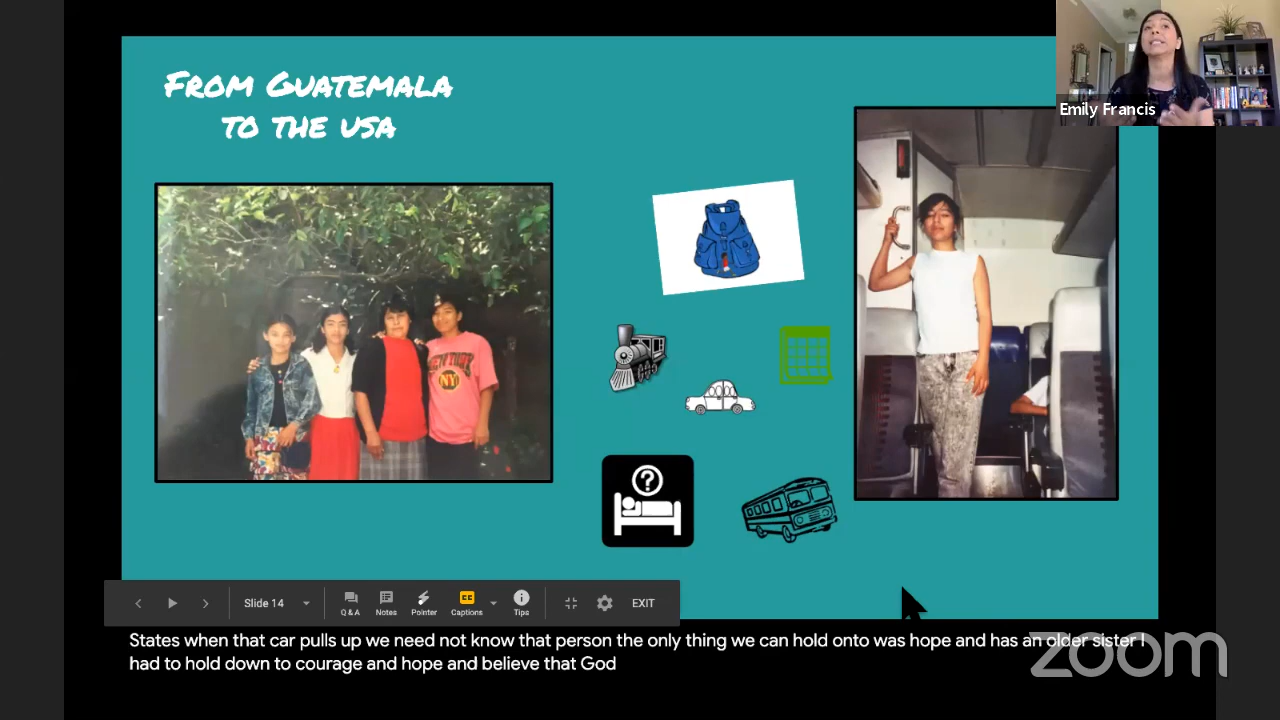 FROM GUATEMALA
TO THE USA
Emily Francis
NY
?
Slide 14
Q & A
Notes
Pointer
CC
Captions
Tips
EXIT
States when that car pulls up we need not know that person the only thing we can hold onto was hope and has an older sister I
had to hold down to courage and hope and believe that God
zoom